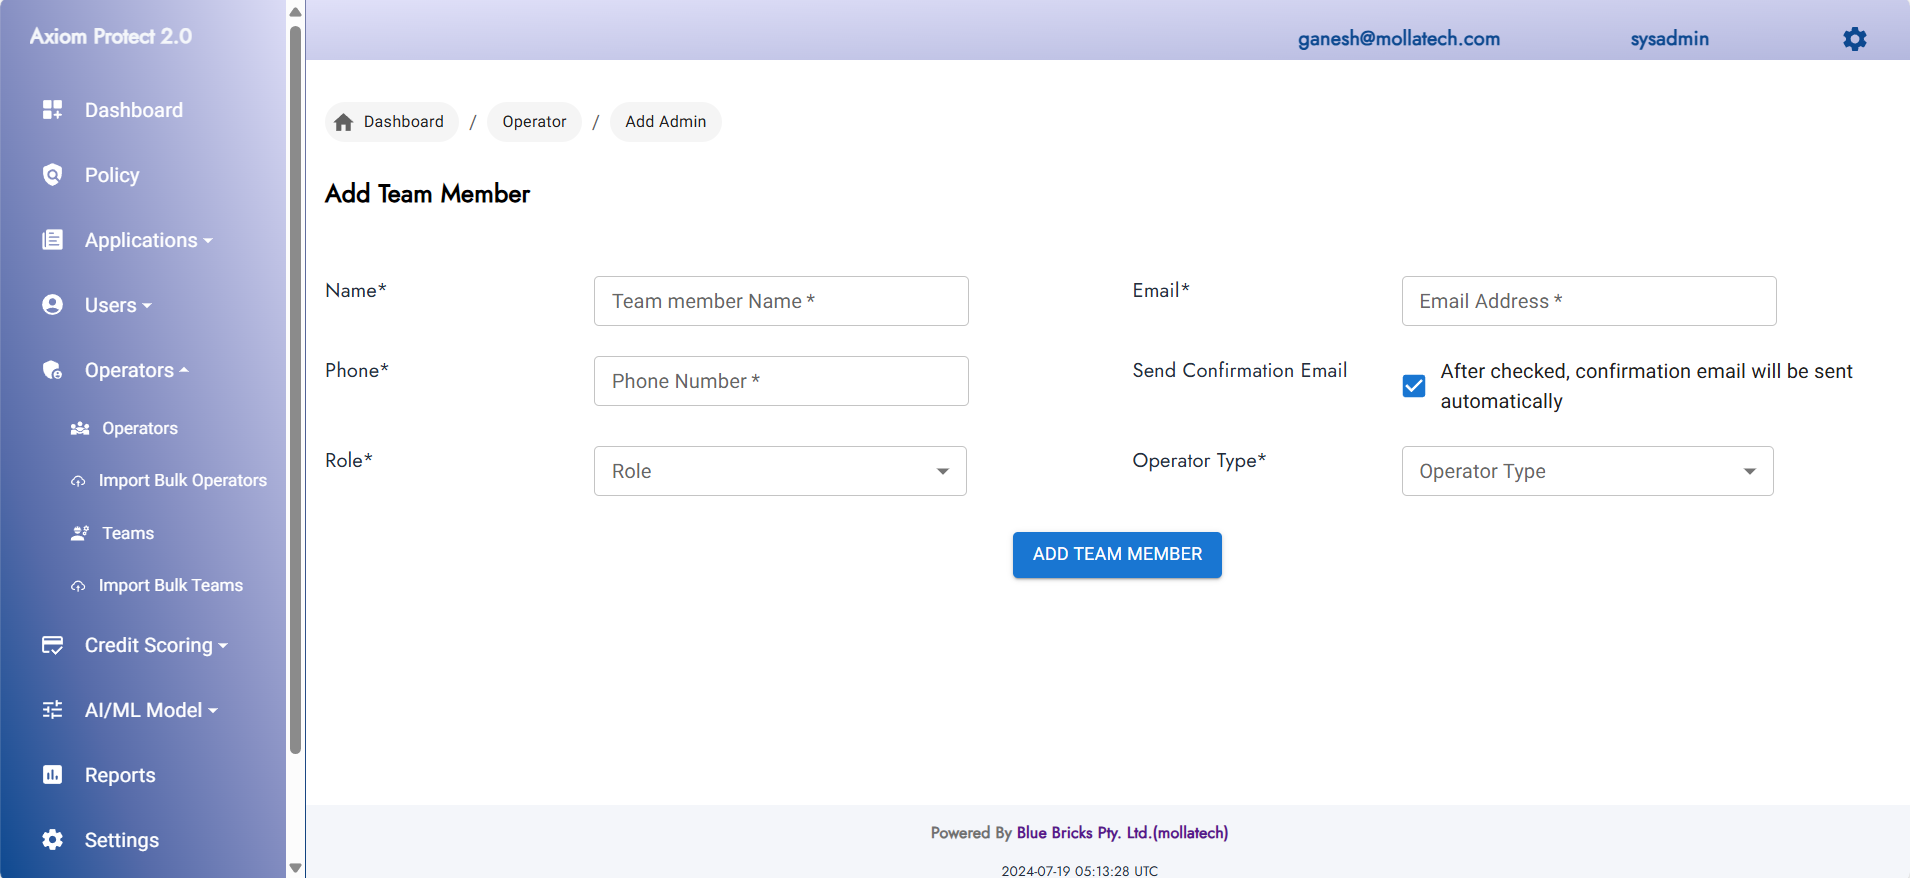 Axiom Protect 2.0
ganesh@mollatech.com
sysadmin
Dashboard
Policy
Applications
Users
Operators
Operators
Import Bulk Operators
Teams
Import Bulk Teams
Credit Scoring
AI/ML Model
Reports
Settings
Dashboard / Operator / Add Admin
Add Team Member
Name*
Team member Name *
Email*
Email Address *
Phone*
Phone Number *
Send Confirmation Email
After checked, confirmation email will be sent
automatically
Role*
Role
Operator Type*
Operator Type
ADD TEAM MEMBER
Powered By Blue Bricks Pty. Ltd.(mollatech)
2024-07-19 05:13:28 UTC